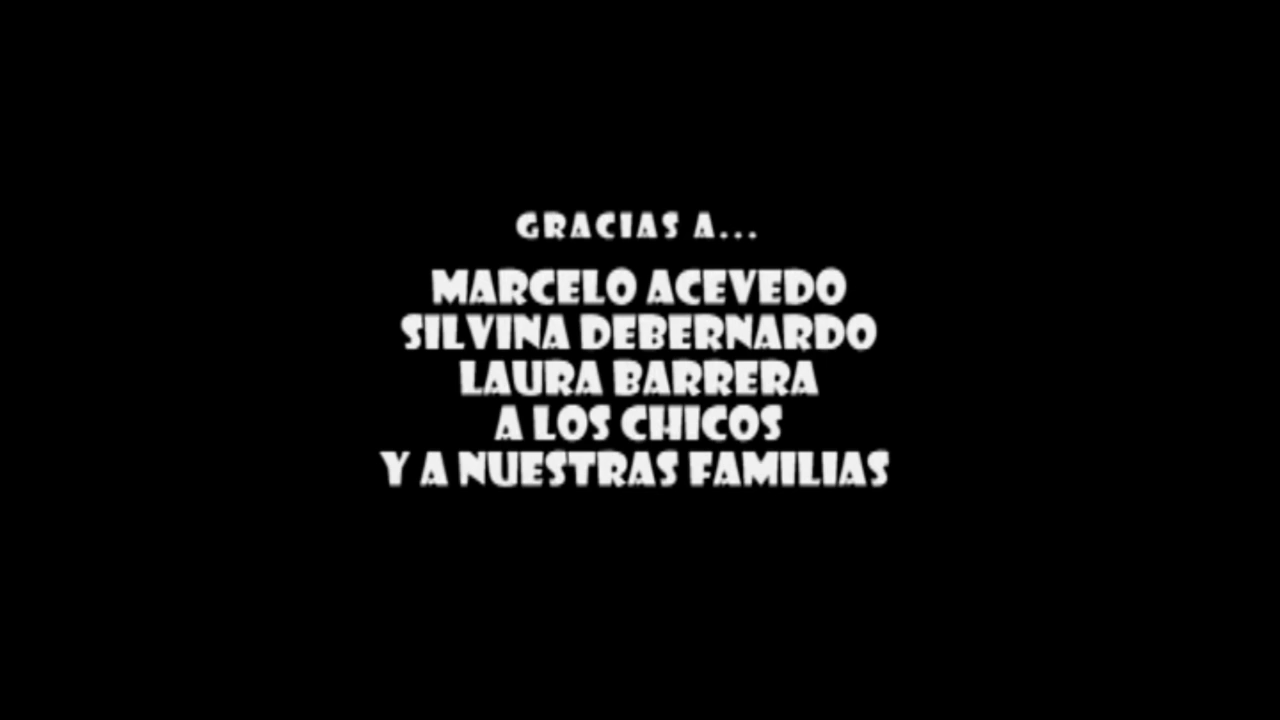 GRACIAS A...
MARCELO ACEVEDO
SILVINA DEBERNARDO
LAURA BARRERA
A LOS CHICOS
Y A NUESTRAS FAMILIAS